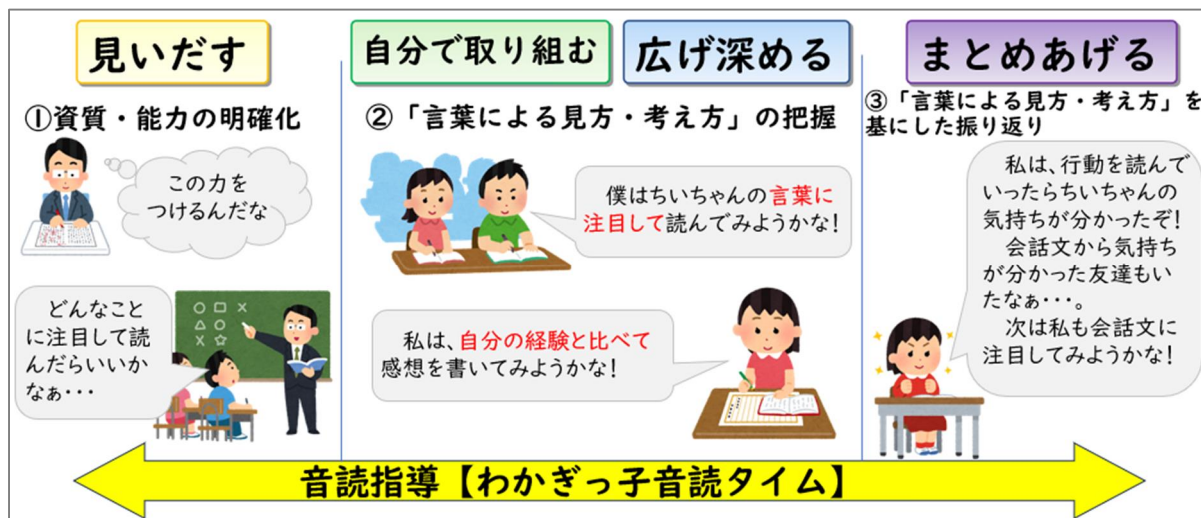 見いだす
①資質・能力の明確化
この力を
つけるんだな
どんなこと
に注目して読
んだらいいか
なぁ・・・
自分で取り組む
広げ深める
②「言葉による見方・考え方」の把握
僕はちいちゃんの言葉に
注目して読んでみようかな！
私は、自分の経験と比べて
感想を書いてみようかな！
まとめあげる
③「言葉による見方・考え方」を
基にした振り返り
私は、行動を読んで
いったらちいちゃんの
気持ちが分かったぞ！
会話文から気持ち
が分かった友達もい
たなぁ・・・。
次は私も会話文に
注目してみようかな！
音読指導【わかぎっ子音読タイム】